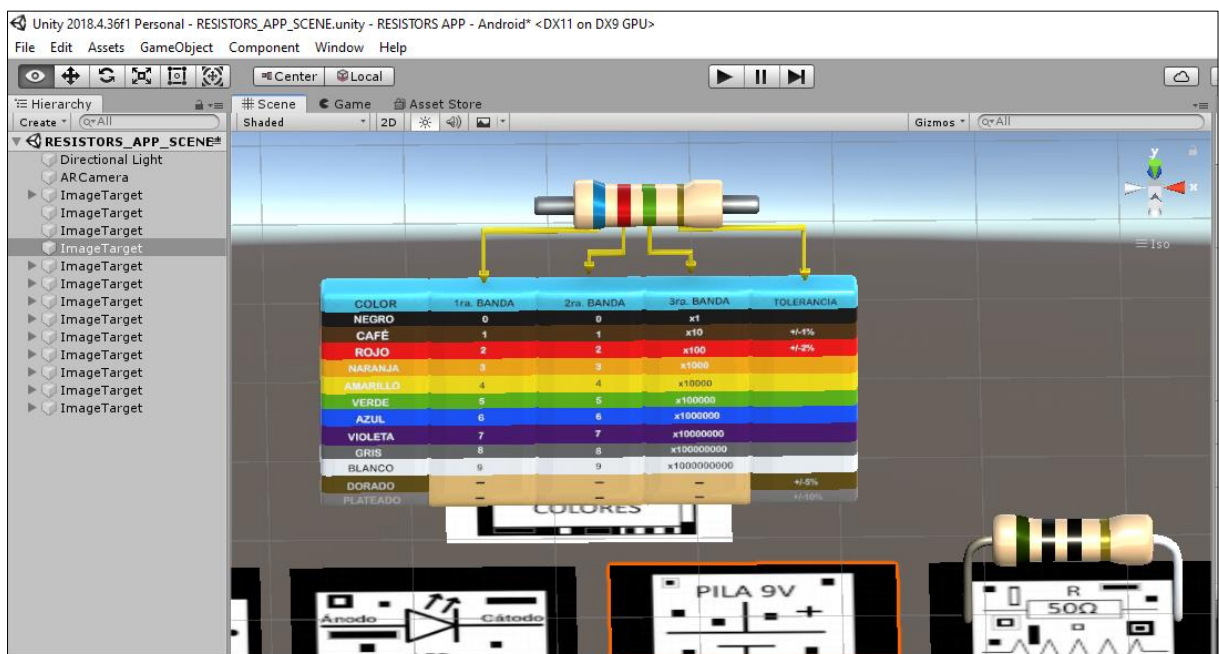 Unity 2018.4.36f1 Personal - RESISTORS_APP_SCENE.unity - RESISTORS APP - Android* <DX11 on DX9 GPU>
File Edit Assets GameObject Component Window Help
Center Local
Hierarchy
Create All
RESISTORS_APP_SCENE*
Directional Light
ARCamera
ImageTarget
ImageTarget
ImageTarget
ImageTarget
ImageTarget
ImageTarget
ImageTarget
ImageTarget
ImageTarget
ImageTarget
ImageTarget
ImageTarget
ImageTarget
Scene Game Asset Store
Shaded 2D Gizmos All
y
x
Iso
COLOR 1ra. BANDA 2ra. BANDA 3ra. BANDA TOLERANCIA
NEGRO 0 0 x1
CAFÉ 1 1 x10 +/-1%
ROJO 2 2 x100 +/-2%
NARANJA 3 3 x1000
AMARILLO 4 4 x10000
VERDE 5 5 x100000
AZUL 6 6 x1000000
VIOLETA 7 7 x10000000
GRIS 8 8 x100000000
BLANCO 9 9 x1000000000
DORADO — — — +/-5%
PLATEADO — — — +/-10%
COLORES
Anodo Cátodo
PILA 9V
+
R
50Ω